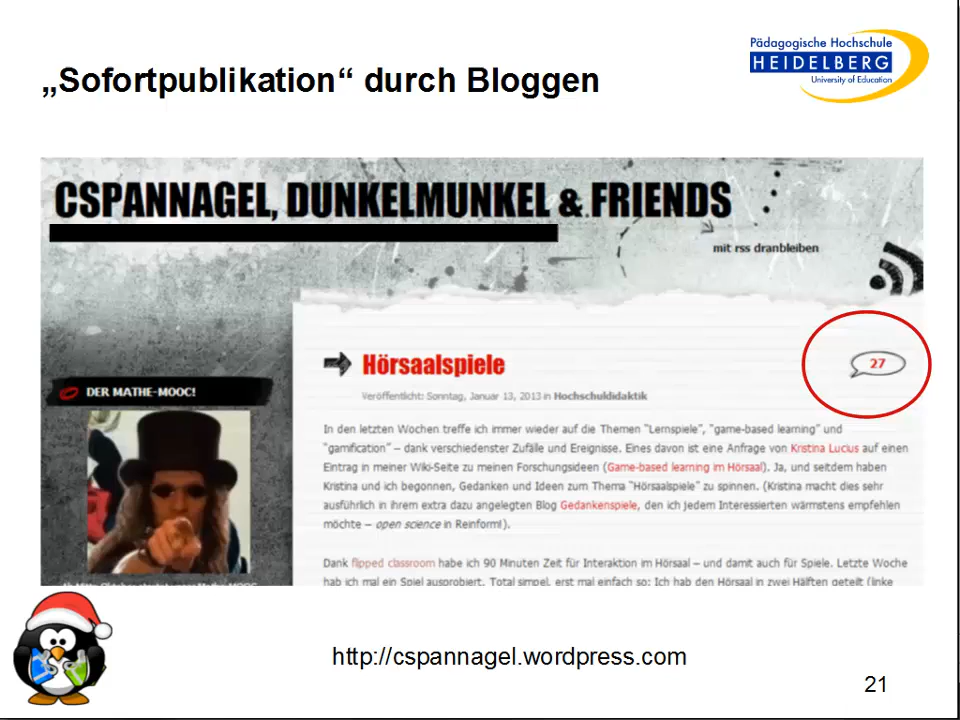 „Sofortpublikation“ durch Bloggen
Pädagogische Hochschule
HEIDELBERG
University of Education
CSPANNAGEL, DUNKELMUNKEL & FRIENDS
mit rss dranbleiben
Hörsaalspiele
27
Veröffentlicht: Sonntag, Januar 13, 2013 in Hochschuldidaktik
DER MATHE-MOOC!
In den letzten Wochen treffe ich immer wieder auf die Themen "Lernspiele", "game-based learning" und
"gamification" – dank verschiedenster Zufälle und Ereignisse. Eines davon ist eine Anfrage von Kristina Lucius auf einen
Eintrag in meiner Wiki-Seite zu meinen Forschungsideen (Game-based learning im Hörsaal). Ja, und seitdem haben
Kristina und ich begonnen, Gedanken und Ideen zum Thema "Hörsaalspiele" zu spinnen. (Kristina macht dies sehr
ausführlich in ihrem extra dazu angelegten Blog Gedankenspiele, den ich jedem Interessierten wärmstens empfehlen
möchte – open science in Reinform!).
Dank flipped classroom habe ich 90 Minuten Zeit für Interaktion im Hörsaal – und damit auch für Spiele. Letzte Woche
hab ich mal ein Spiel ausprobiert. Total simpel, erst mal einfach so: Ich hab den Hörsaal in zwei Hälften geteilt (linke
http://cspannagel.wordpress.com
21